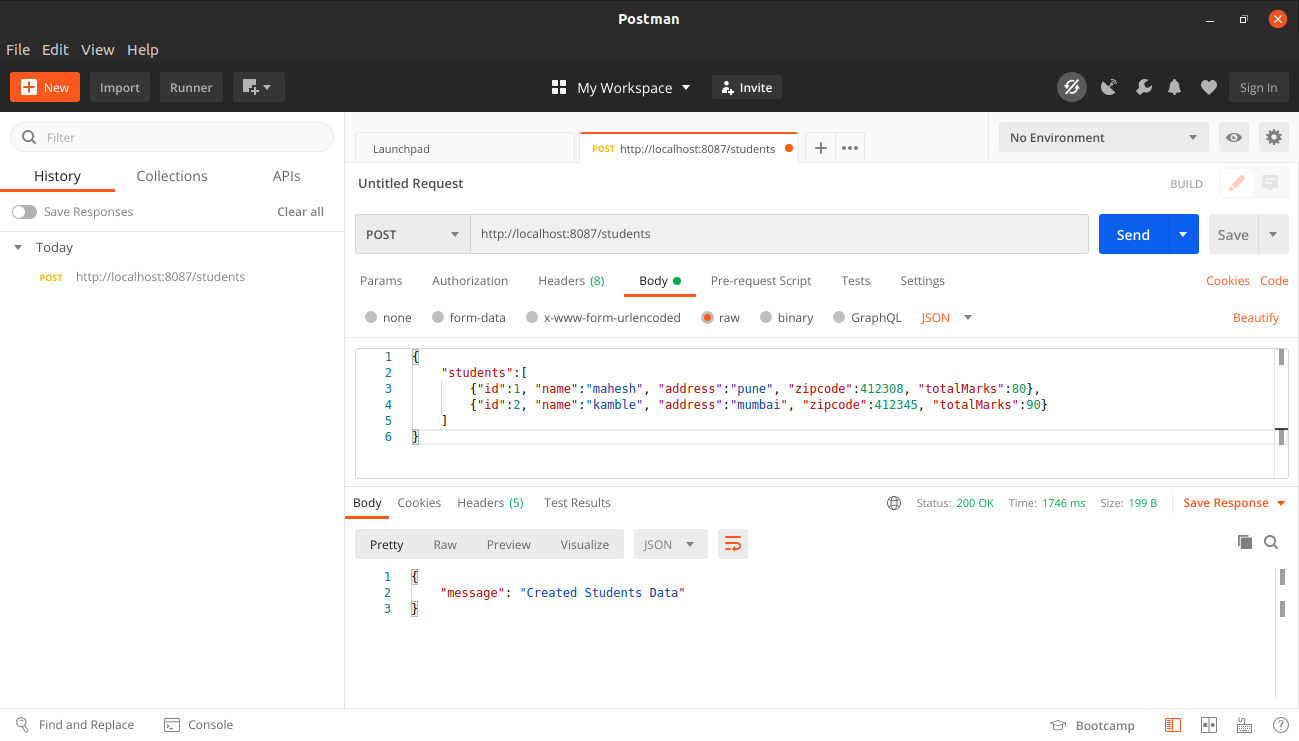 Postman
File Edit View Help
New Import Runner My Workspace Invite Sign In
Filter
History Collections APIs
Save Responses Clear all
Today
POST http://localhost:8087/students
Launchpad
POST http://localhost:8087/students
No Environment
Untitled Request BUILD
POST http://localhost:8087/students Send Save
Params Authorization Headers (8) Body Pre-request Script Tests Settings Cookies Code
none form-data x-www-form-urlencoded raw binary GraphQL JSON Beautify
1 {
2 "students":[
3 {"id":1, "name":"mahesh", "address":"pune", "zipcode":412308, "totalMarks":80},
4 {"id":2, "name":"kamble", "address":"mumbai", "zipcode":412345, "totalMarks":90}
5 ]
6 }
Body Cookies Headers (5) Test Results Status: 200 OK Time: 1746 ms Size: 199 B Save Response
Pretty Raw Preview Visualize JSON
1 {
2 "message": "Created Students Data"
3 }
Find and Replace Console Bootcamp